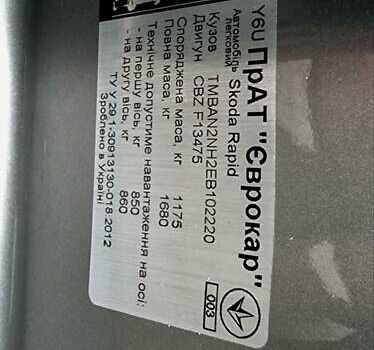 Y6U ПрАТ "Єврокар"
Автомобіль легковий Skoda Rapid
Кузов TMBAN2NH2EB102220
Двигун CBZ F13475
Споряджена маса, кг 1175
Повна маса, кг 1680
Технічне допустиме навантаження на осі:
- на першу вісь, кг 850
- на другу вісь, кг 860
ТУ У 29.1-30913130-018-2012
Зроблено в Україні
003